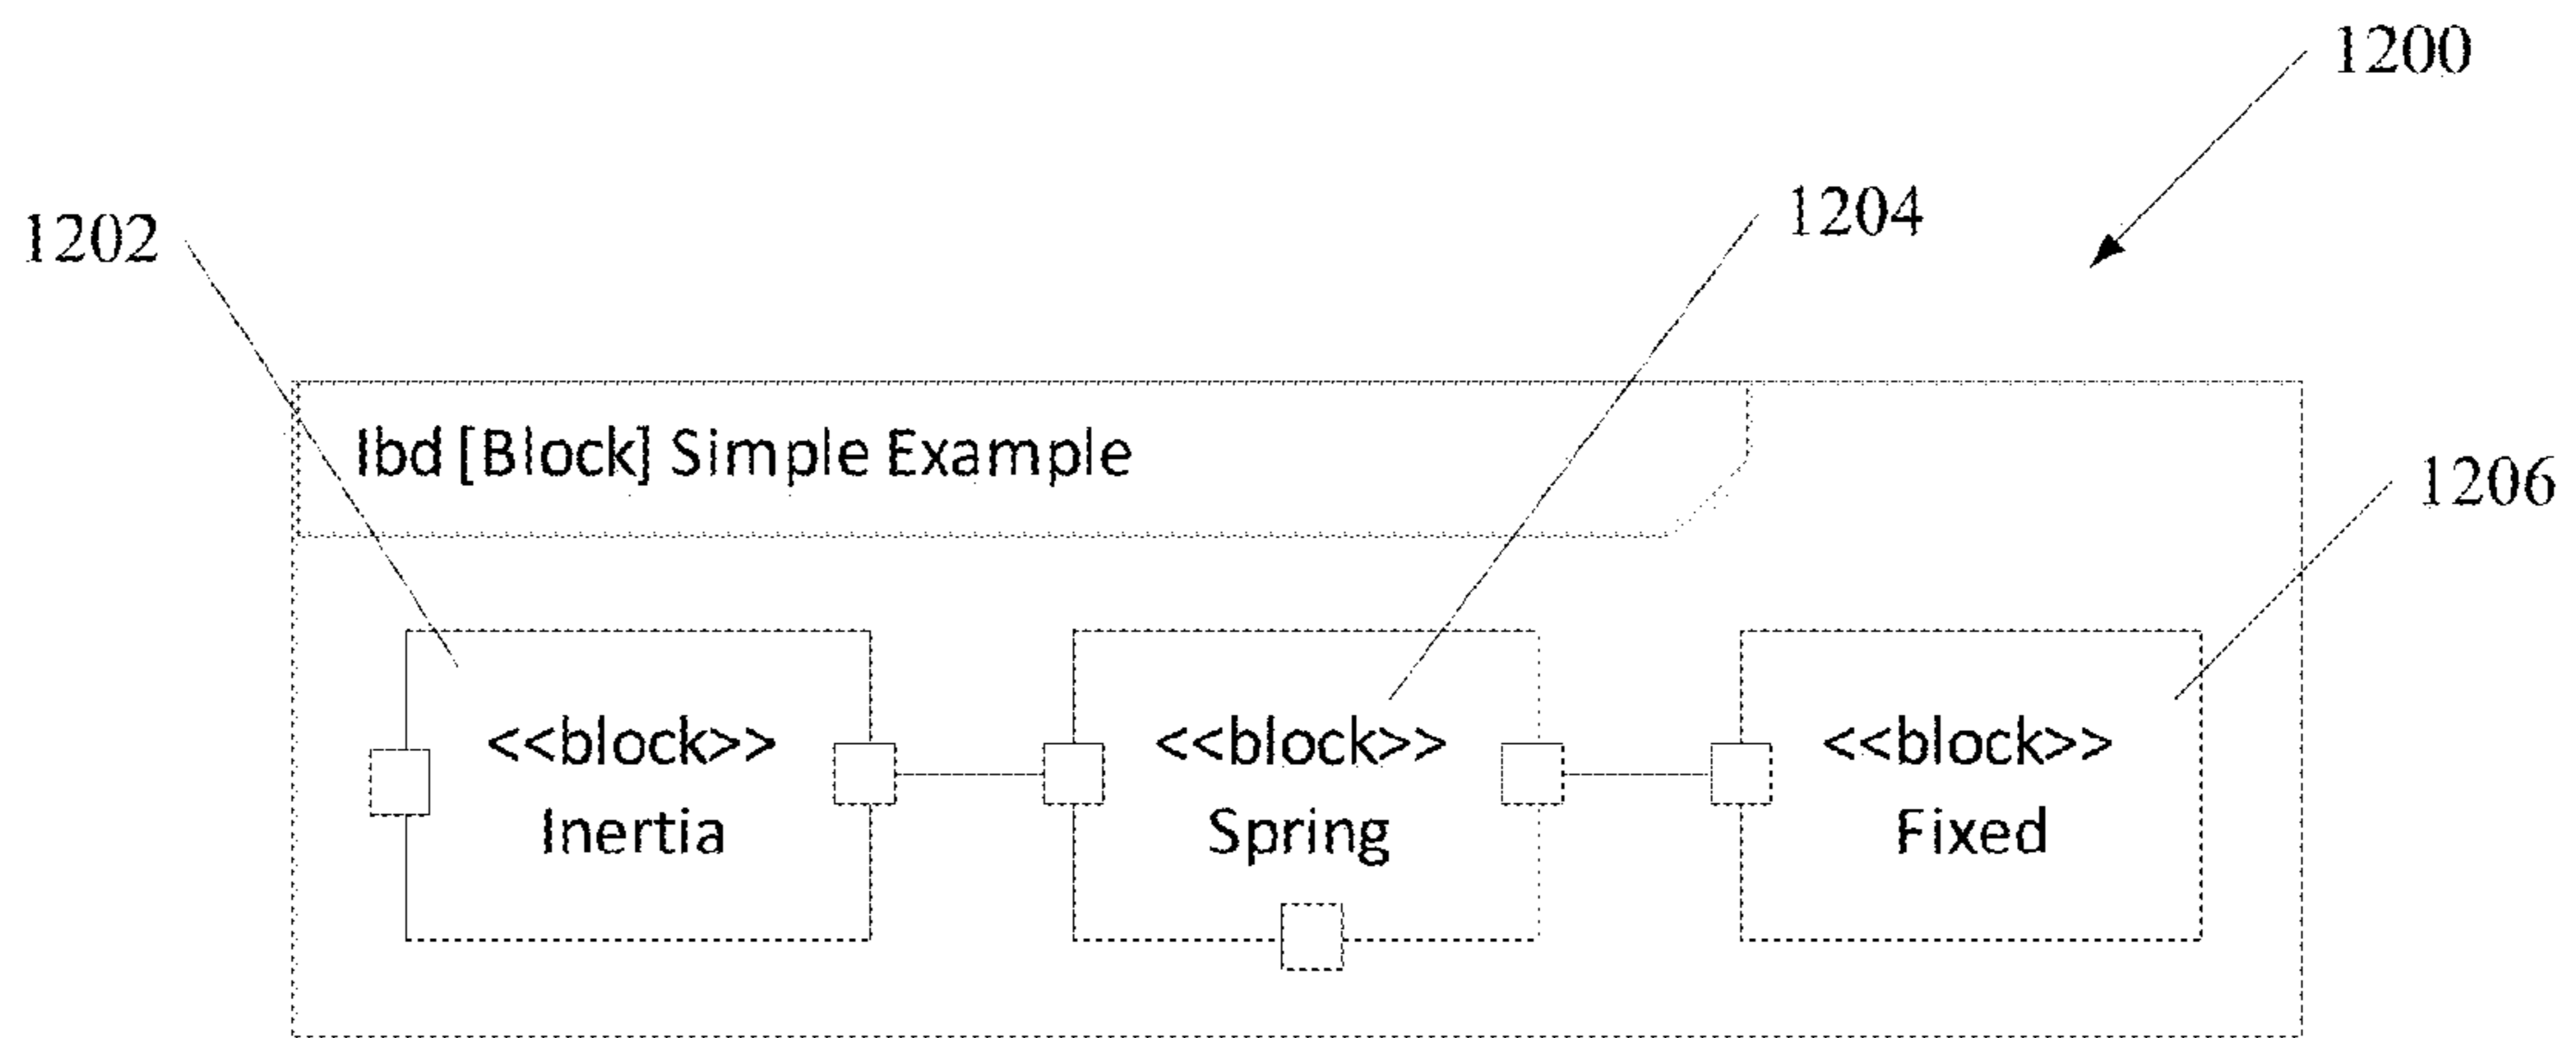 1200
1204
1202
Ibd [Block] Simple Example
1206
<<block>>
Inertia
<<block>>
Spring
<<block>>
Fixed